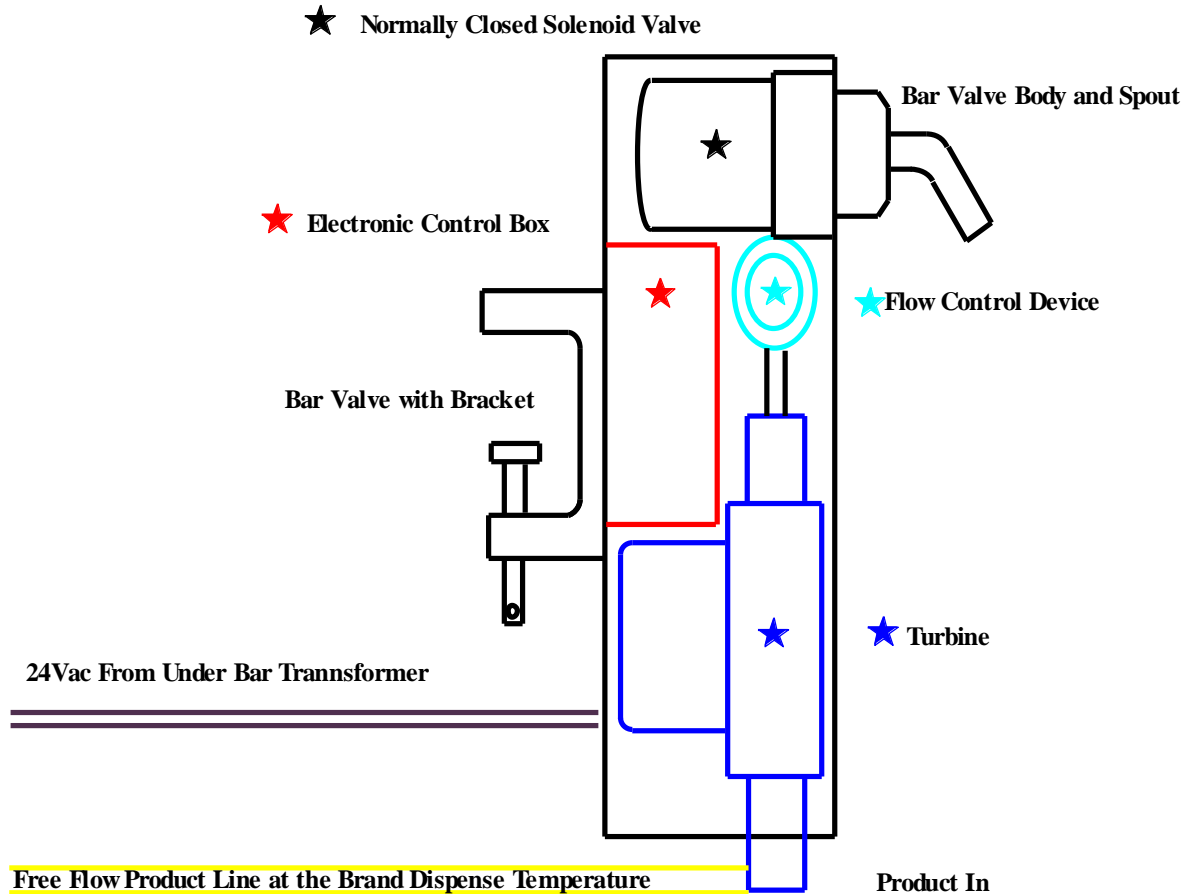 Normally Closed Solenoid Valve
Bar Valve Body and Spout
Electronic Control Box
Flow Control Device
Bar Valve with Bracket
Turbine
24Vac From Under Bar Trannsformer
Free Flow Product Line at the Brand Dispense Temperature
Product In